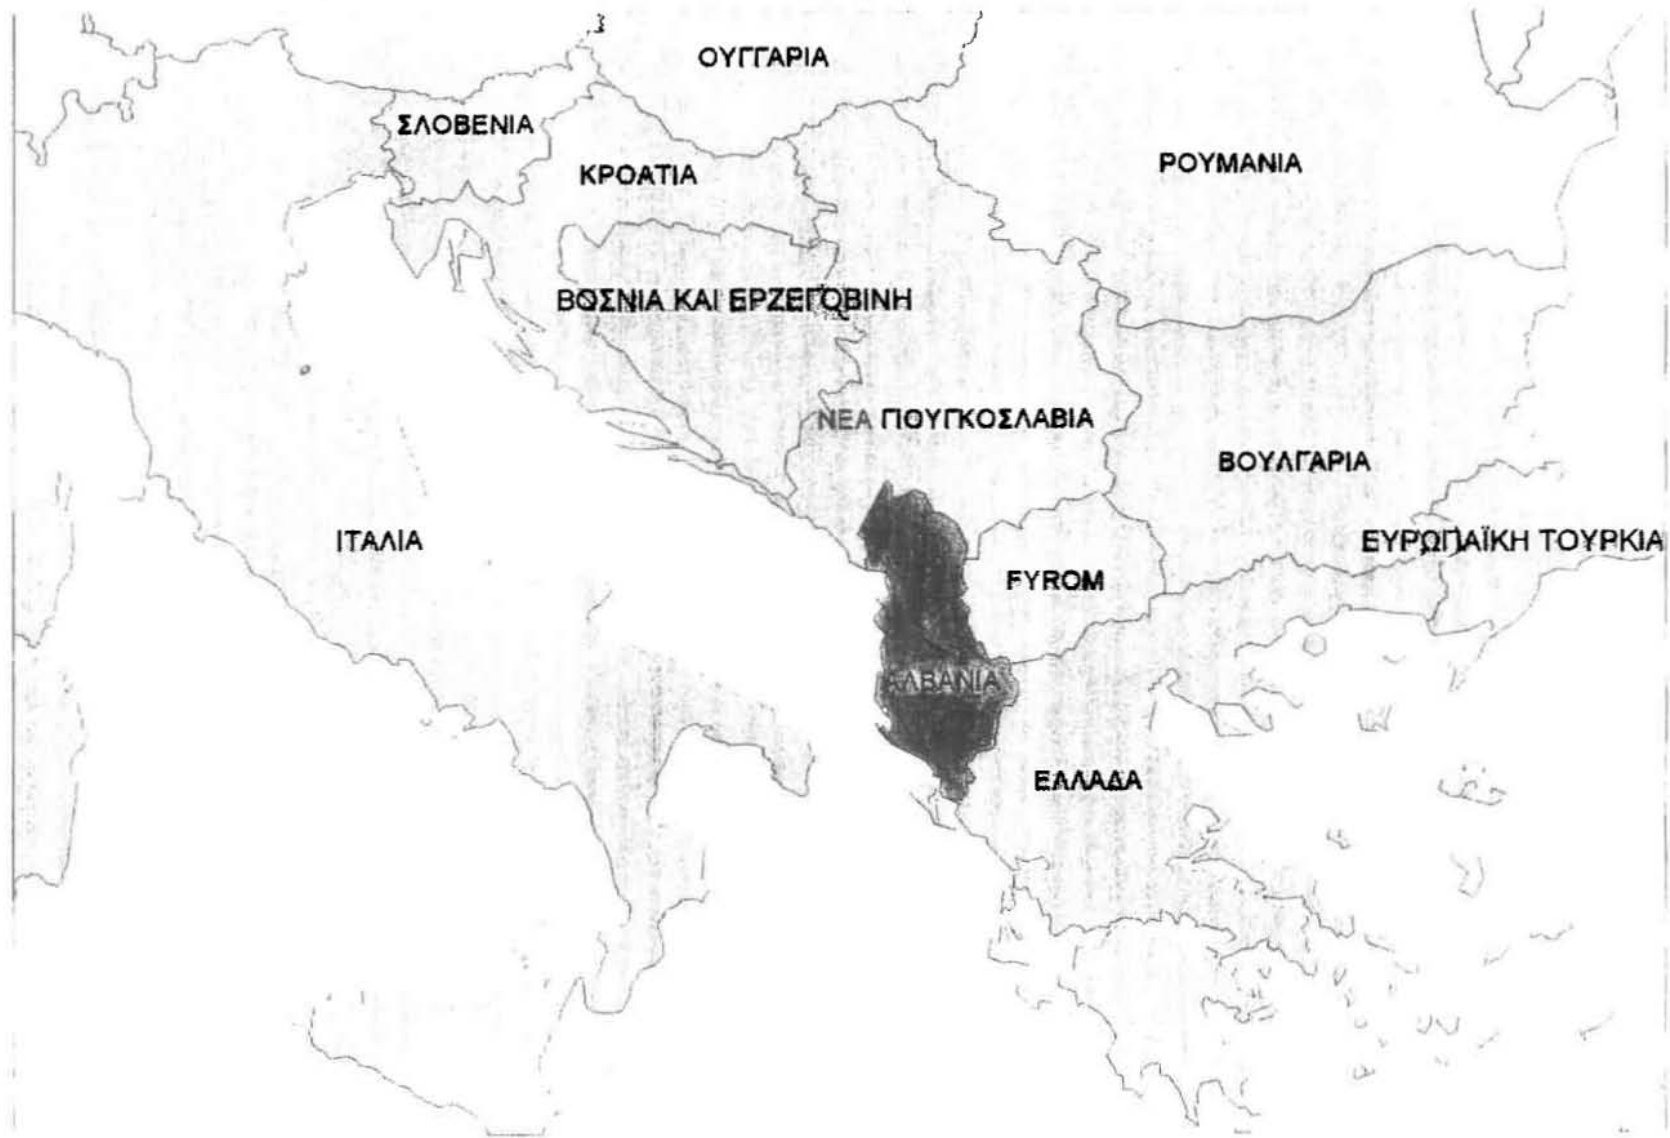 ΟΥΓΓΑΡΙΑ
ΣΛΟΒΕΝΙΑ
ΚΡΟΑΤΙΑ
ΡΟΥΜΑΝΙΑ
ΒΟΣΝΙΑ ΚΑΙ ΕΡΖΕΓΟΒΙΝΗ
ΝΕΑ ΓΙΟΥΓΚΟΣΛΑΒΙΑ
ΒΟΥΛΓΑΡΙΑ
ΙΤΑΛΙΑ
ΕΥΡΩΠΑΪΚΗ ΤΟΥΡΚΙΑ
FYROM
ΑΛΒΑΝΙΑ
ΕΛΛΑΔΑ